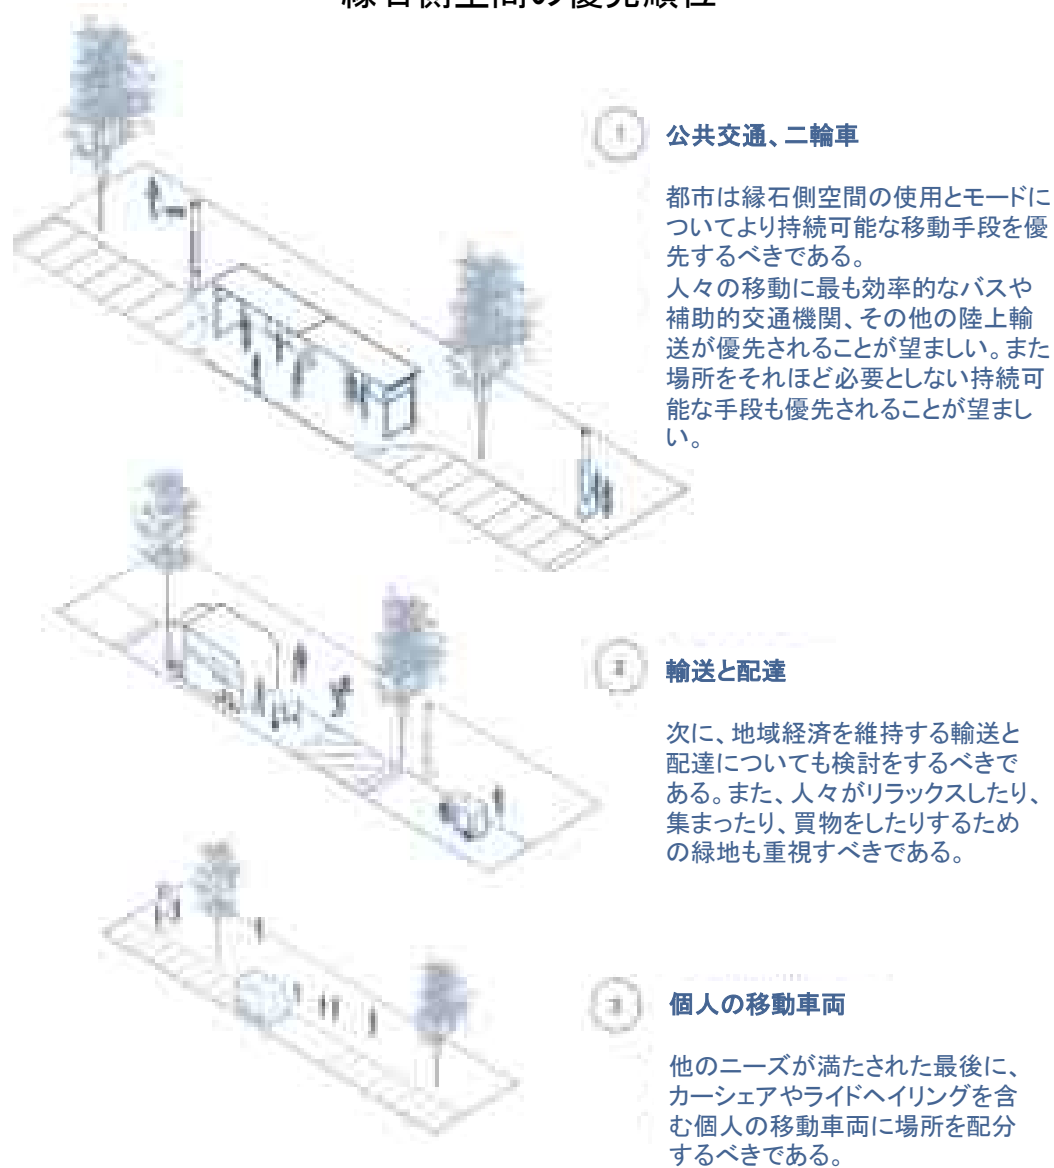 縁石側空間の優先順位
1
公共交通、二輪車
都市は縁石側空間の使用とモードに
ついてより持続可能な移動手段を優
先するべきである。
人々の移動に最も効率的なバスや
補助的交通機関、その他の陸上輸
送が優先されることが望ましい。また
場所をそれほど必要としない持続可
能な手段も優先されることが望まし
い。
2
輸送と配達
次に、地域経済を維持する輸送と
配達についても検討をするべきで
ある。また、人々がリラックスしたり、
集まったり、買物をしたりするため
の緑地も重視すべきである。
3
個人の移動車両
他のニーズが満たされた最後に、
カーシェアやライドヘイリングを含
む個人の移動車両に場所を配分
するべきである。